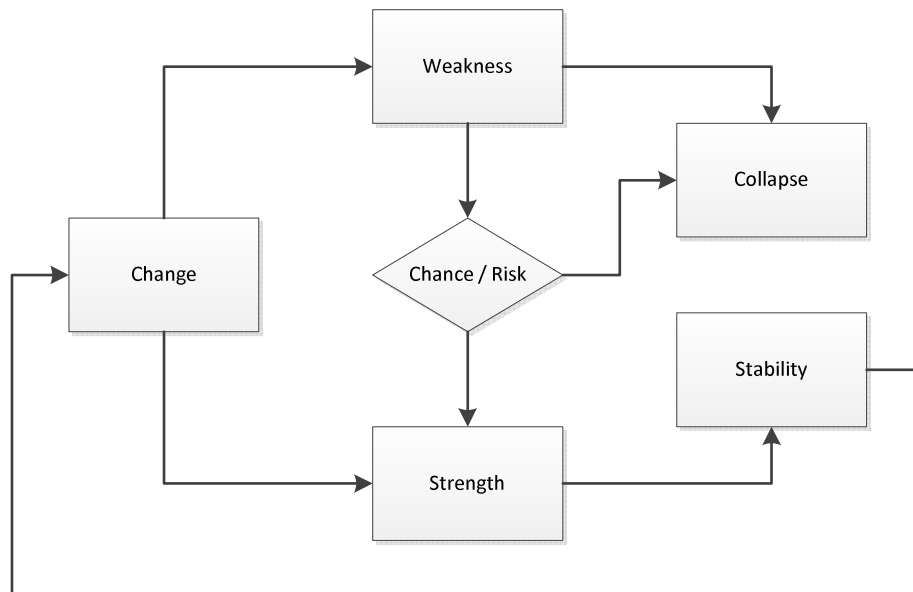 Weakness
Collapse
Change
Chance / Risk
Stability
Strength